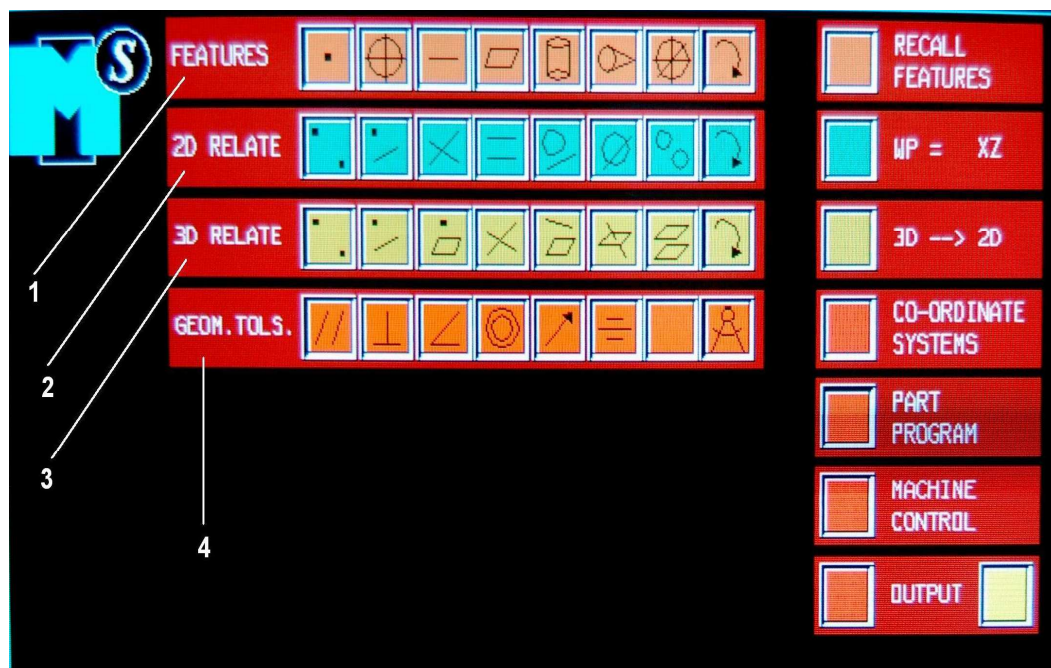 S
M
FEATURES
2D RELATE
3D RELATE
GEOM.TOLS.
1
2
3
4
RECALL
FEATURES
WP = XZ
3D --> 2D
CO-ORDINATE
SYSTEMS
PART
PROGRAM
MACHINE
CONTROL
OUTPUT